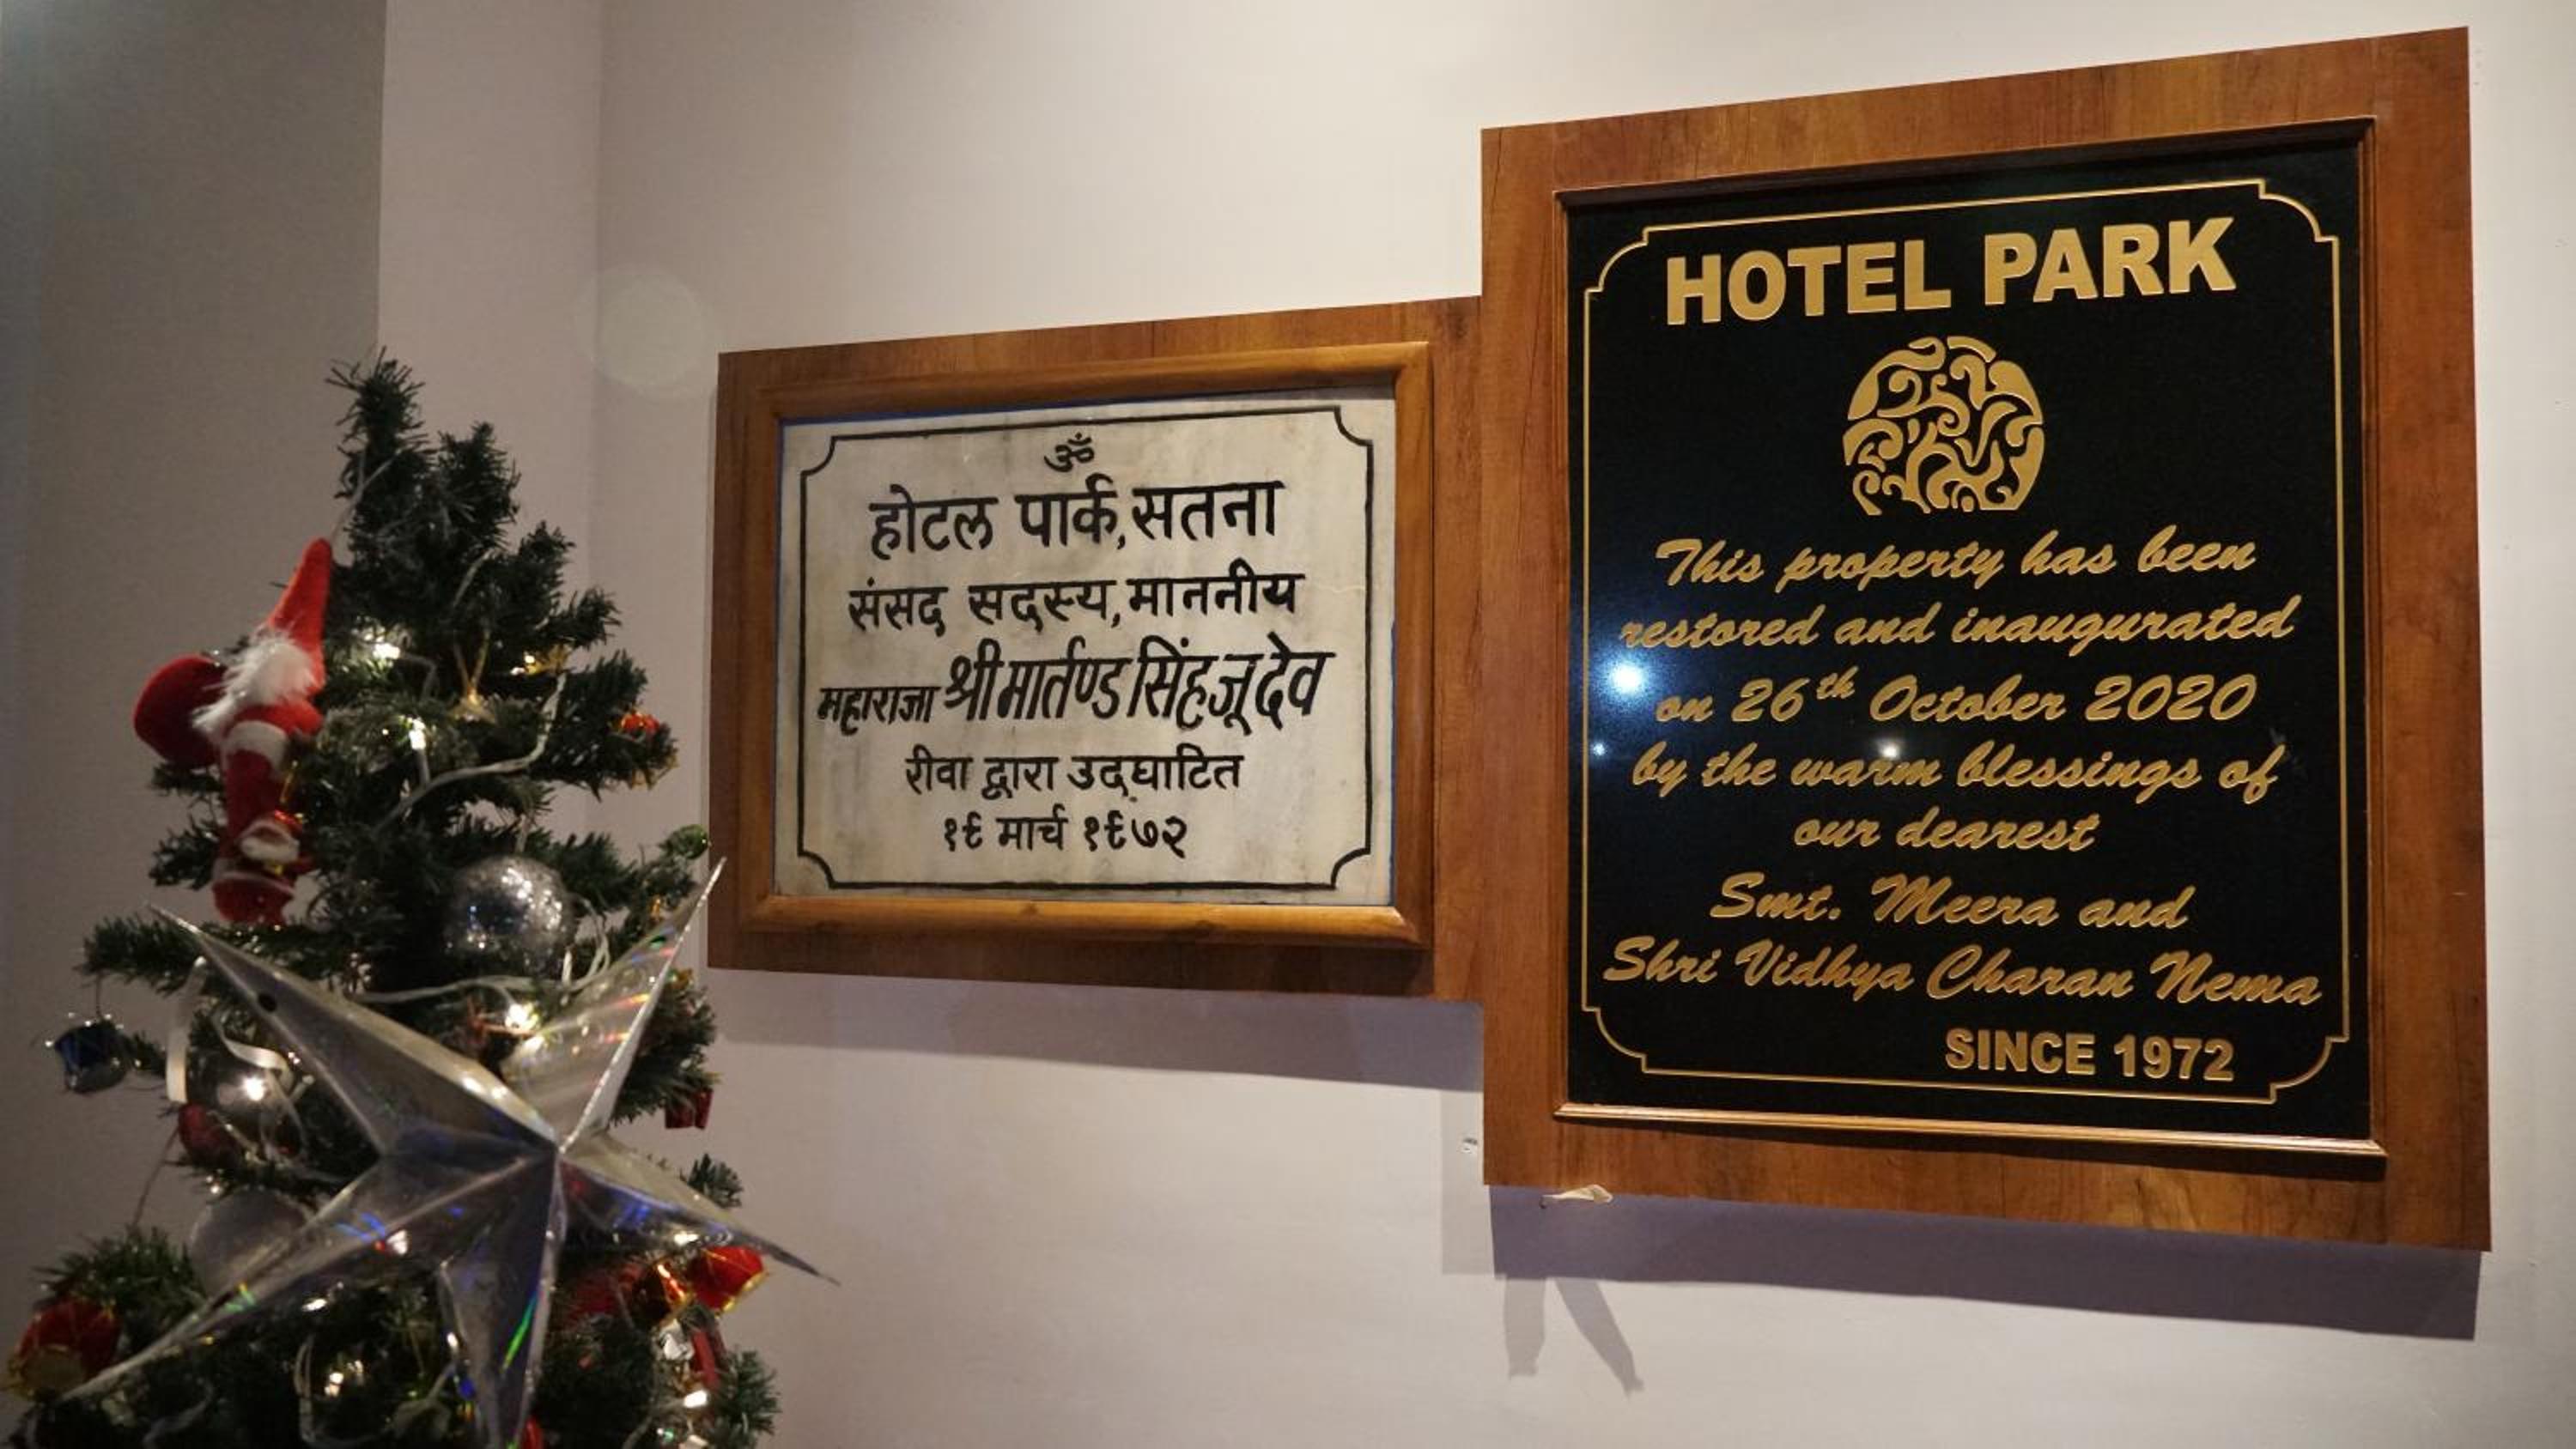 ॐ
होटल पार्क, सतना
संसद सदस्य, माननीय
महाराजा श्री मार्तण्ड सिंह जू देव
रीवा द्वारा उदघाटित
१९ मार्च १९७२
HOTEL PARK
This property has been
restored and inaugurated
on 26th October 2020
by the warm blessings of
our dearest
Smt. Meera and
Shri Vidhya Charan Nema
SINCE 1972